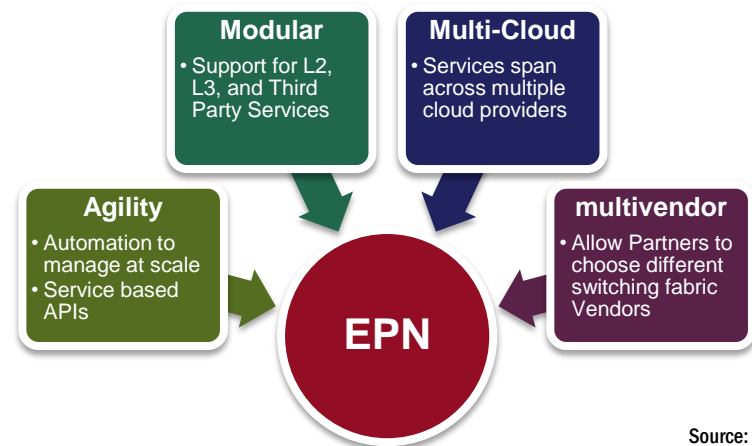 Modular
• Support for L2,
L3, and Third
Party Services
Multi-Cloud
• Services span
across multiple
cloud providers
Agility
• Automation to
manage at scale
• Service based
APIs
multivendor
• Allow Partners to
choose different
switching fabric
Vendors
EPN
Source: